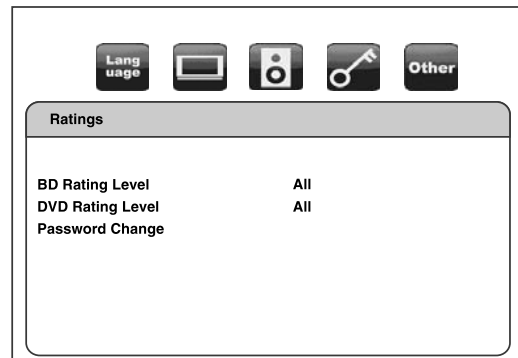 Lang
uage
Other
Ratings
BD Rating Level All
DVD Rating Level All
Password Change